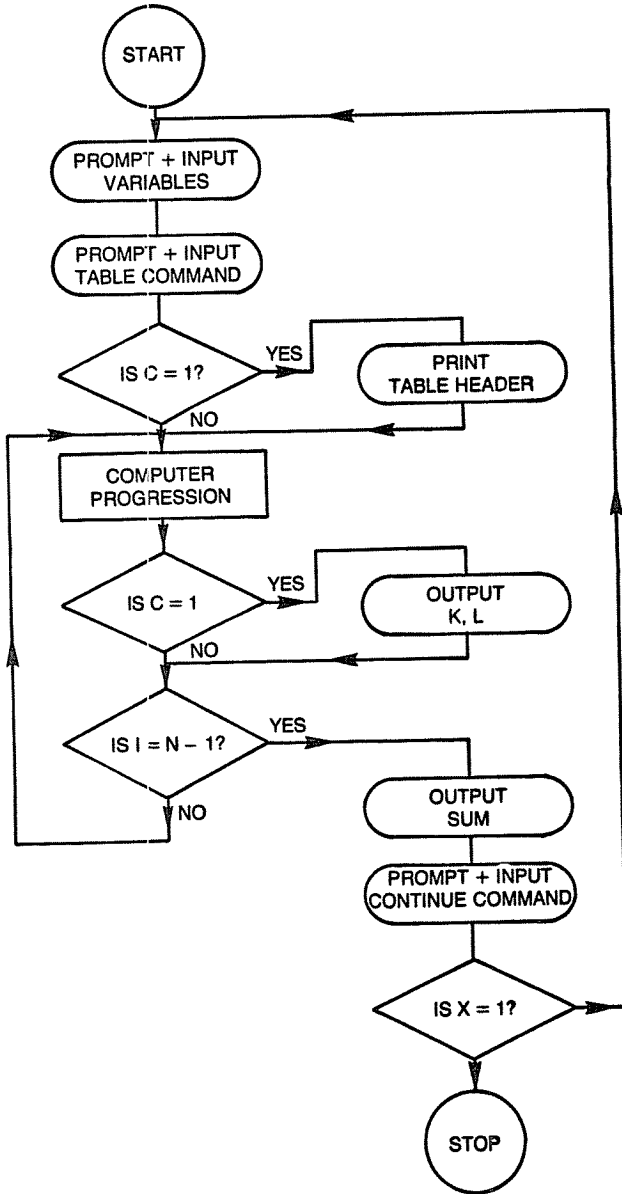 START
PROMPT + INPUT
VARIABLES
PROMPT + INPUT
TABLE COMMAND
IS C = 1?
YES
PRINT
TABLE HEADER
NO
COMPUTER
PROGRESSION
IS C = 1
YES
OUTPUT
K, L
NO
IS I = N – 1?
YES
NO
OUTPUT
SUM
PROMPT + INPUT
CONTINUE COMMAND
IS X = 1?
STOP